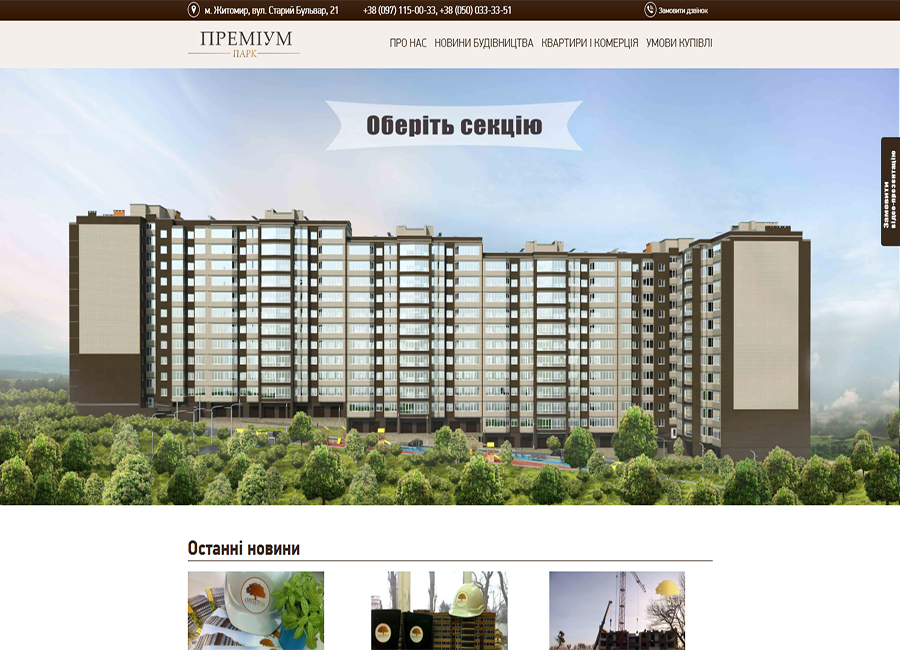 м. Житомир, вул. Старий Бульвар, 21
+38 (097) 115-00-33, +38 (050) 033-33-51
Замовити дзвінок
ПРЕМІУМ
ПАРК
ПРО НАС
НОВИНИ БУДІВНИЦТВА
КВАРТИРИ І КОМЕРЦІЯ
УМОВИ КУПІВЛІ
Оберіть секцію
Замовити
відео-презентацію
Останні новини